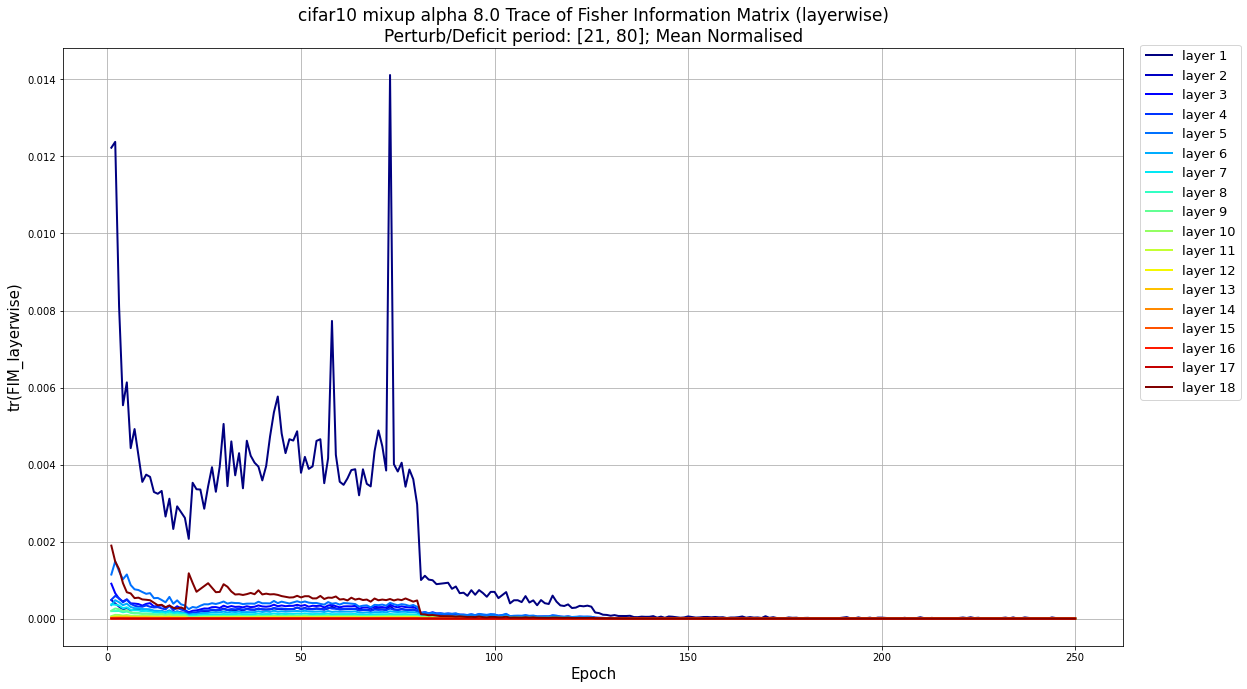 cifar10 mixup alpha 8.0 Trace of Fisher Information Matrix (layerwise)
Perturb/Deficit period: [21, 80]; Mean Normalised
tr(FIM_layerwise)
0.014
0.012
0.010
0.008
0.006
0.004
0.002
0.000
0
50
100
150
200
250
Epoch
layer 1
layer 2
layer 3
layer 4
layer 5
layer 6
layer 7
layer 8
layer 9
layer 10
layer 11
layer 12
layer 13
layer 14
layer 15
layer 16
layer 17
layer 18